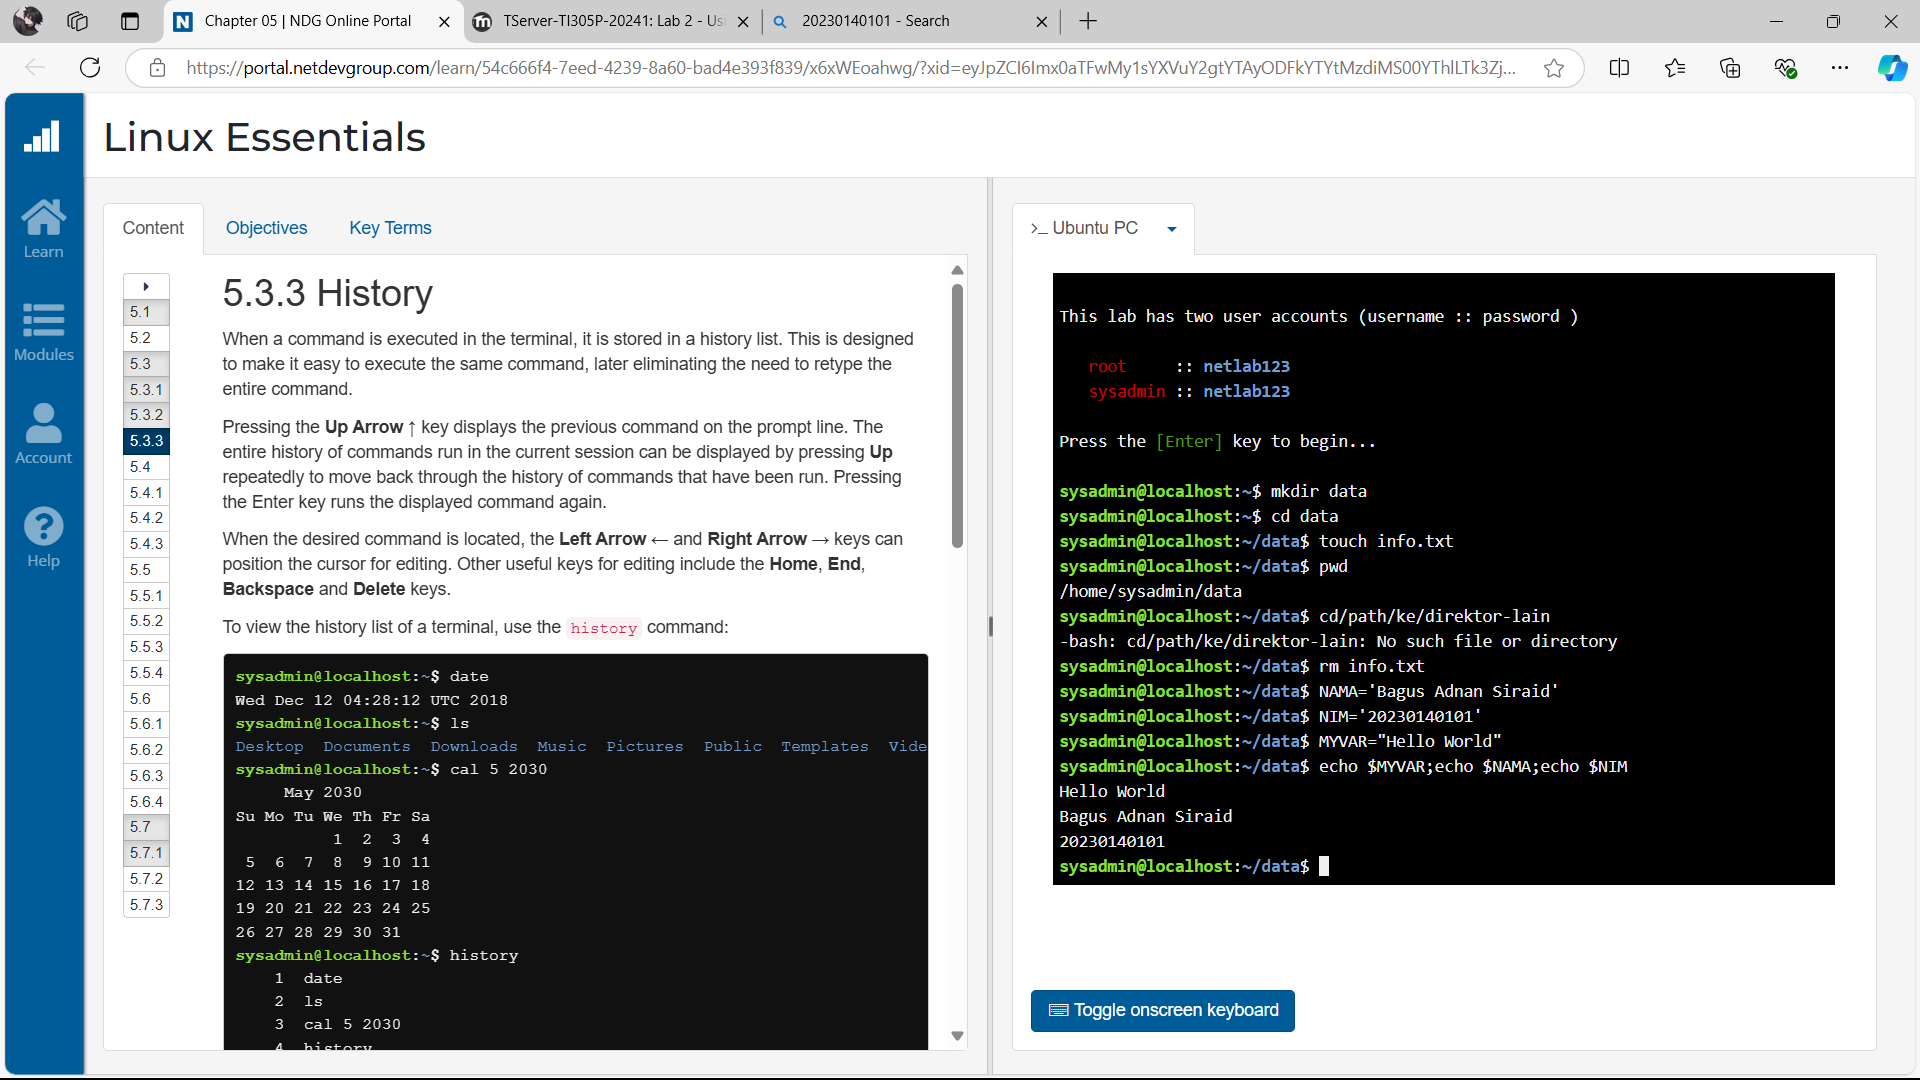 Chapter 05 | NDG Online Portal
TServer-TI305P-20241: Lab 2 - Usi
20230140101 - Search
https://portal.netdevgroup.com/learn/54c666f4-7eed-4239-8a60-bad4e393f839/x6xWEoahwg/?xid=eyJpZCI6Imx0aTFwMy1sYXVuY2gtYTAyODFkYTYtMzdiMS00YThlLTk3Zj...
Linux Essentials
Learn
Modules
Account
Help
Content
Objectives
Key Terms
5.1
5.2
5.3
5.3.1
5.3.2
5.3.3
5.4
5.4.1
5.4.2
5.4.3
5.5
5.5.1
5.5.2
5.5.3
5.5.4
5.6
5.6.1
5.6.2
5.6.3
5.6.4
5.7
5.7.1
5.7.2
5.7.3
5.3.3 History
When a command is executed in the terminal, it is stored in a history list. This is designed
to make it easy to execute the same command, later eliminating the need to retype the
entire command.
Pressing the Up Arrow ↑ key displays the previous command on the prompt line. The
entire history of commands run in the current session can be displayed by pressing Up
repeatedly to move back through the history of commands that have been run. Pressing
the Enter key runs the displayed command again.
When the desired command is located, the Left Arrow ← and Right Arrow → keys can
position the cursor for editing. Other useful keys for editing include the Home, End,
Backspace and Delete keys.
To view the history list of a terminal, use the history command:
sysadmin@localhost:~$ date
Wed Dec 12 04:28:12 UTC 2018
sysadmin@localhost:~$ ls
Desktop  Documents  Downloads  Music  Pictures  Public  Templates  Vide
sysadmin@localhost:~$ cal 5 2030
May 2030
Su Mo Tu We Th Fr Sa
1  2  3  4
5  6  7  8  9 10 11
12 13 14 15 16 17 18
19 20 21 22 23 24 25
26 27 28 29 30 31
sysadmin@localhost:~$ history
1  date
2  ls
3  cal 5 2030
4  history
>_ Ubuntu PC
This lab has two user accounts (username :: password )
root     :: netlab123
sysadmin :: netlab123
Press the [Enter] key to begin...
sysadmin@localhost:~$ mkdir data
sysadmin@localhost:~$ cd data
sysadmin@localhost:~/data$ touch info.txt
sysadmin@localhost:~/data$ pwd
/home/sysadmin/data
sysadmin@localhost:~/data$ cd/path/ke/direktor-lain
-bash: cd/path/ke/direktor-lain: No such file or directory
sysadmin@localhost:~/data$ rm info.txt
sysadmin@localhost:~/data$ NAMA='Bagus Adnan Siraid'
sysadmin@localhost:~/data$ NIM='20230140101'
sysadmin@localhost:~/data$ MYVAR="Hello World"
sysadmin@localhost:~/data$ echo $MYVAR;echo $NAMA;echo $NIM
Hello World
Bagus Adnan Siraid
20230140101
sysadmin@localhost:~/data$
Toggle onscreen keyboard